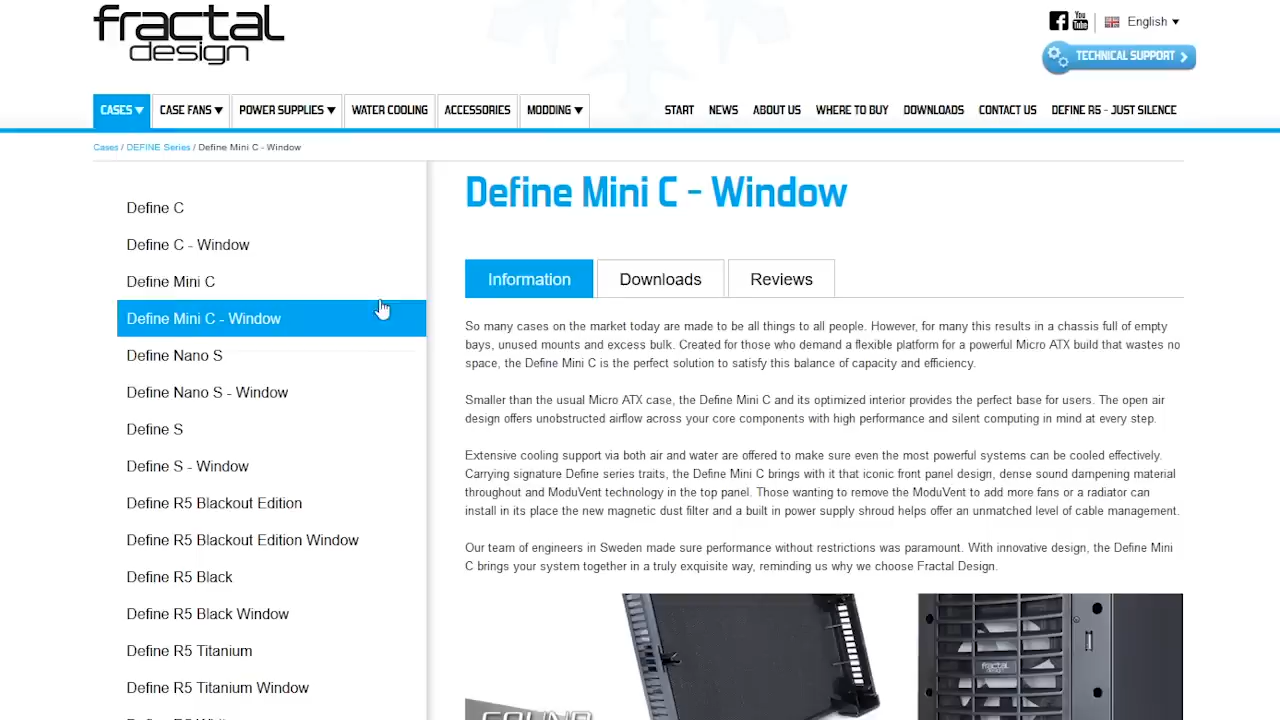 fractal
design
You
Tube
English ▼
TECHNICAL SUPPORT
CASES ▼ CASE FANS ▼ POWER SUPPLIES ▼ WATER COOLING ACCESSORIES MODDING ▼ START NEWS ABOUT US WHERE TO BUY DOWNLOADS CONTACT US DEFINE R5 - JUST SILENCE
Cases / DEFINE Series / Define Mini C - Window
Define C
Define C - Window
Define Mini C
Define Mini C - Window
Define Nano S
Define Nano S - Window
Define S
Define S - Window
Define R5 Blackout Edition
Define R5 Blackout Edition Window
Define R5 Black
Define R5 Black Window
Define R5 Titanium
Define R5 Titanium Window
Define Mini C - Window
Information Downloads Reviews
So many cases on the market today are made to be all things to all people. However, for many this results in a chassis full of empty
bays, unused mounts and excess bulk. Created for those who demand a flexible platform for a powerful Micro ATX build that wastes no
space, the Define Mini C is the perfect solution to satisfy this balance of capacity and efficiency.
Smaller than the usual Micro ATX case, the Define Mini C and its optimized interior provides the perfect base for users. The open air
design offers unobstructed airflow across your core components with high performance and silent computing in mind at every step.
Extensive cooling support via both air and water are offered to make sure even the most powerful systems can be cooled effectively.
Carrying signature Define series traits, the Define Mini C brings with it that iconic front panel design, dense sound dampening material
throughout and ModuVent technology in the top panel. Those wanting to remove the ModuVent to add more fans or a radiator can
install in its place the new magnetic dust filter and a built in power supply shroud helps offer an unmatched level of cable management.
Our team of engineers in Sweden made sure performance without restrictions was paramount. With innovative design, the Define Mini
C brings your system together in a truly exquisite way, reminding us why we choose Fractal Design.
fractal
SOUND